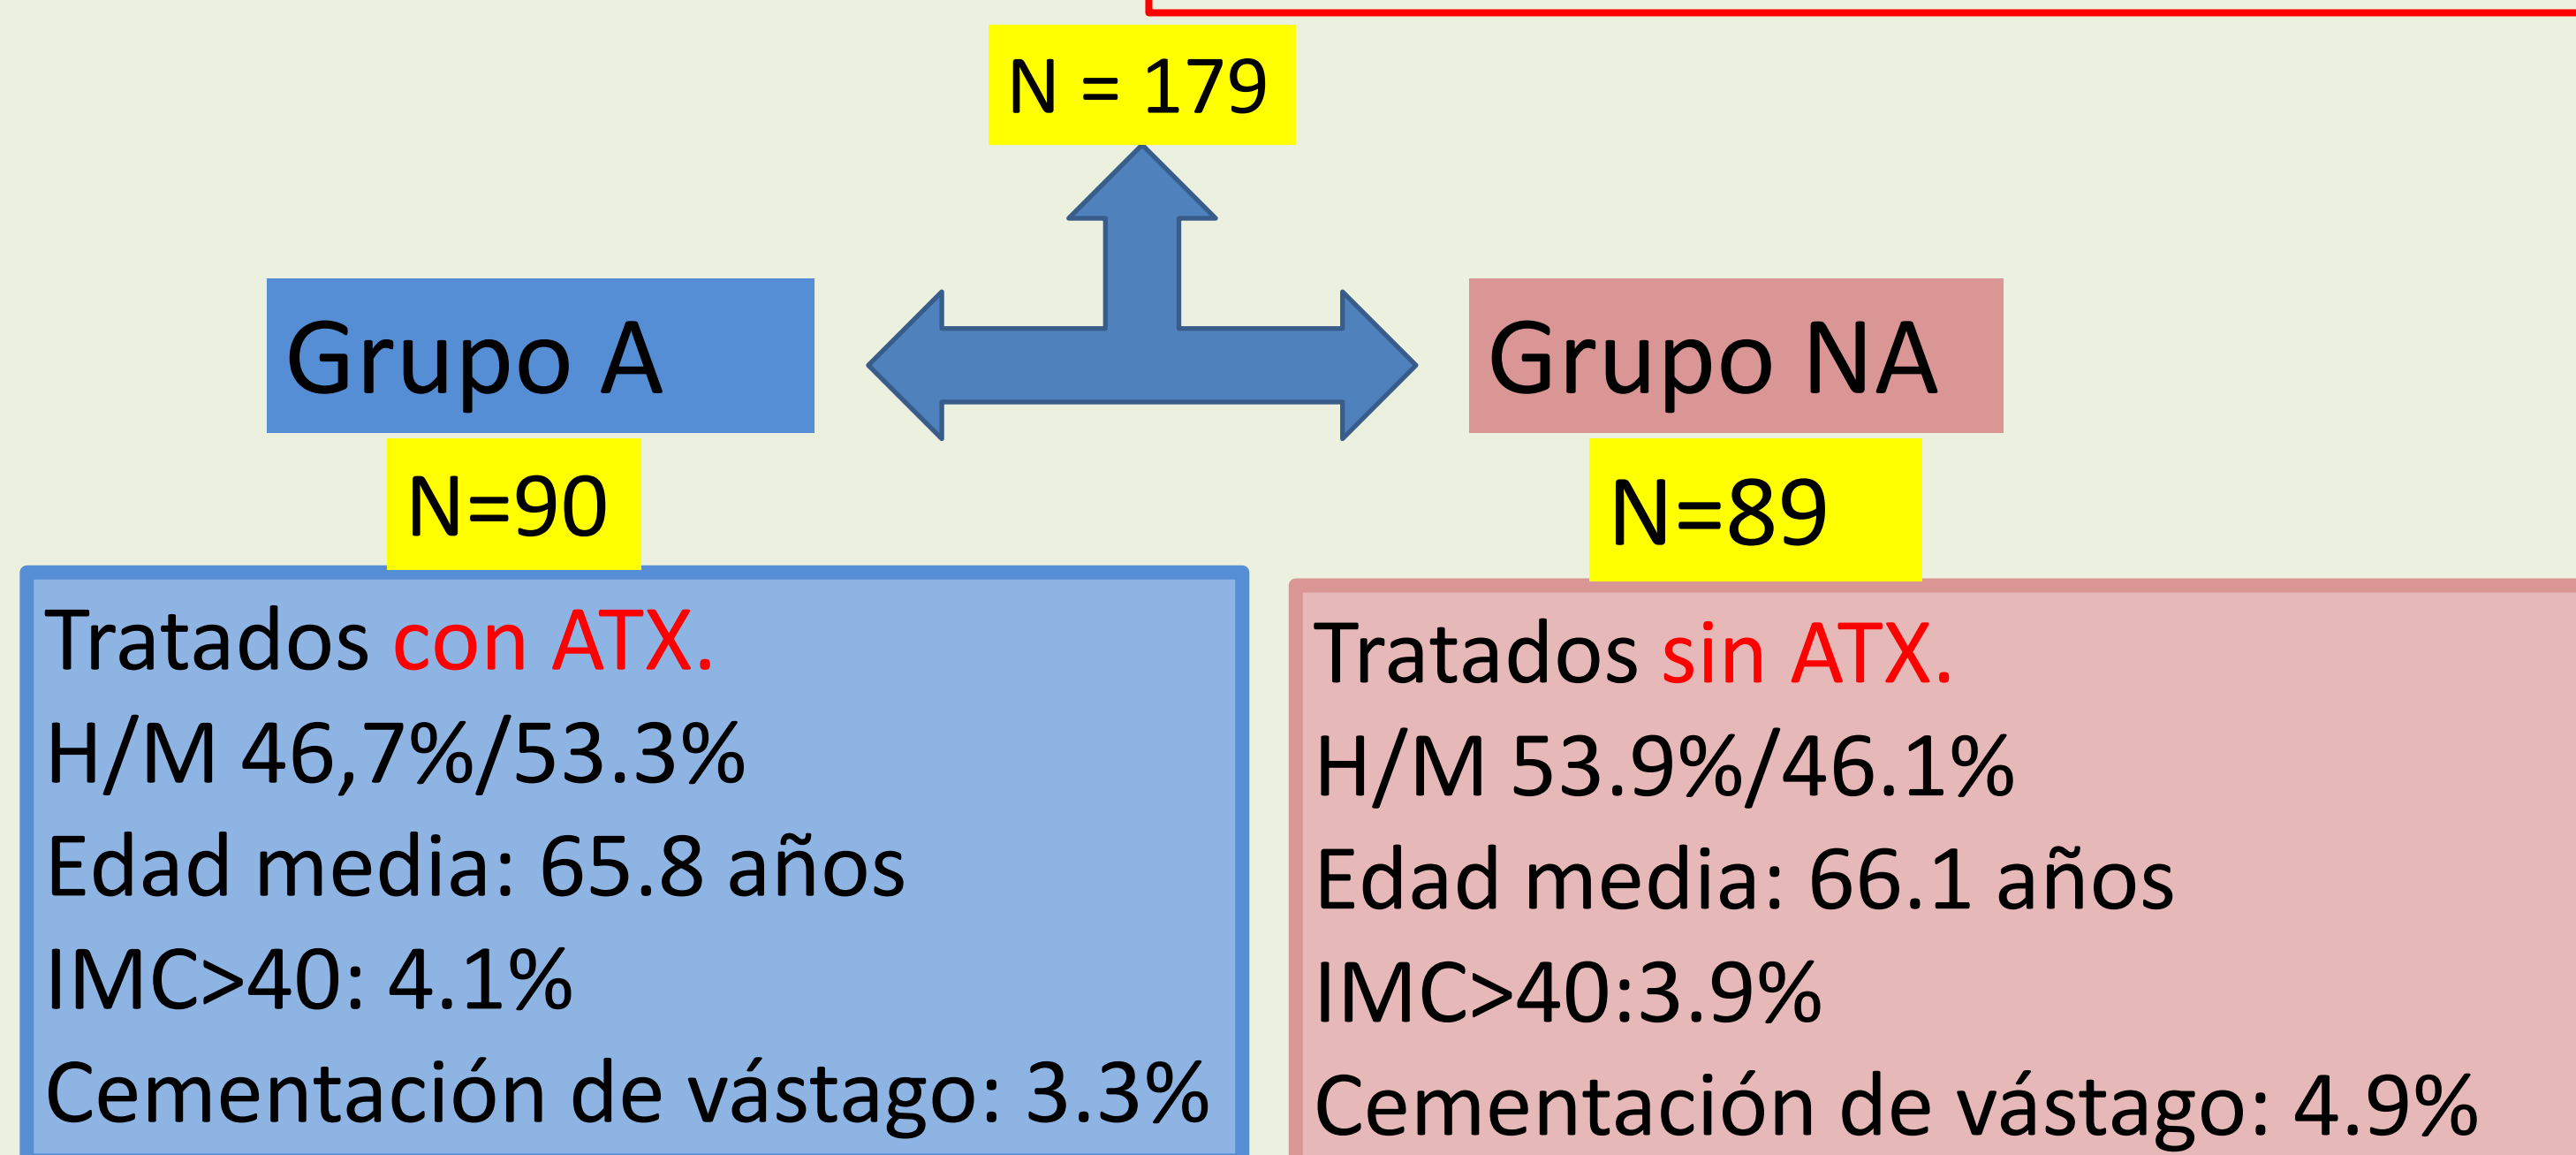 N = 179
Grupo A
N=90
Tratados con ATX.
H/M 46,7%/53.3%
Edad media: 65.8 años
IMC>40: 4.1%
Cementación de vástago: 3.3%
Grupo NA
N=89
Tratados sin ATX.
H/M 53.9%/46.1%
Edad media: 66.1 años
IMC>40:3.9%
Cementación de vástago: 4.9%